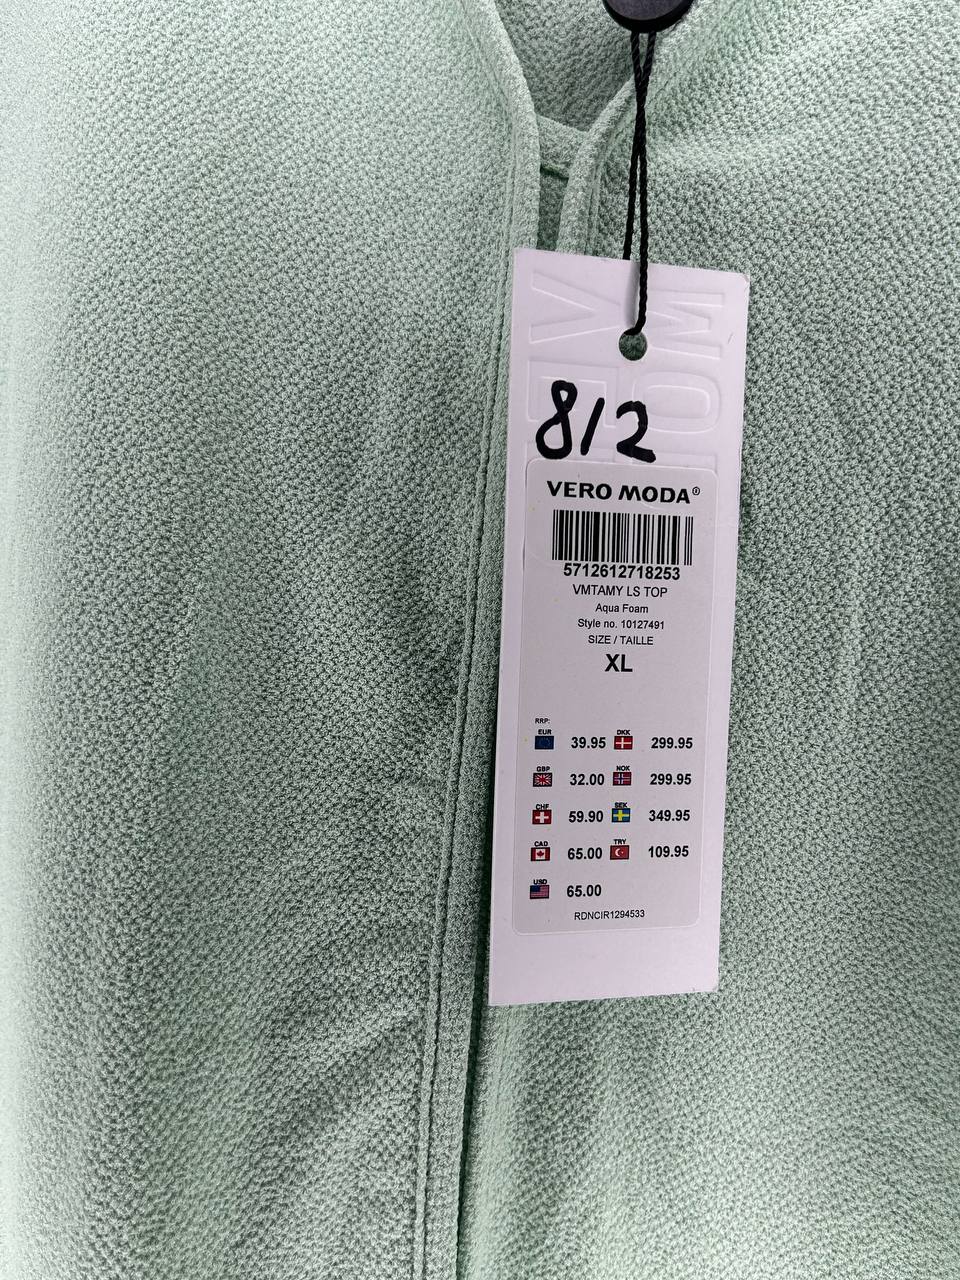 812
VERO MODA®
5712612718253
VMTAMY LS TOP
Aqua Foam
Style no. 10127491
SIZE / TAILLE
XL
RRP:
EUR 39.95 DKK 299.95
GBP 32.00 NOK 299.95
CHF 59.90 SEK 349.95
CAD 65.00 TRY 109.95
USD 65.00
RDNCIR1294533